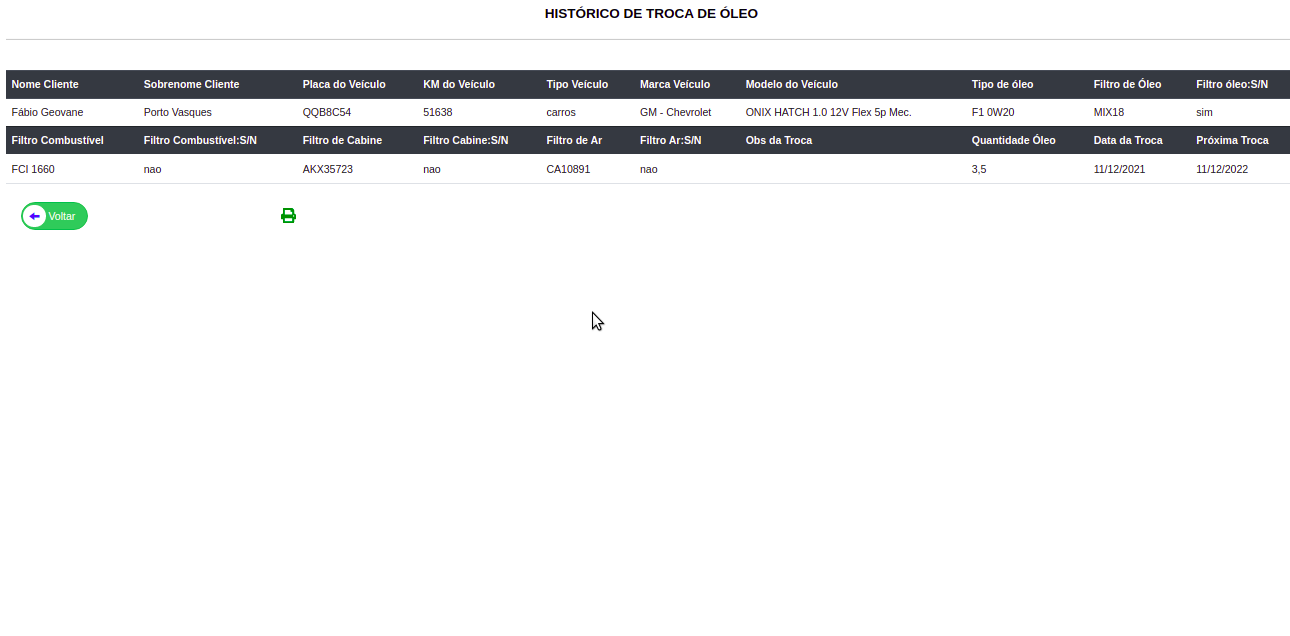 HISTÓRICO DE TROCA DE ÓLEO
Nome Cliente Sobrenome Cliente Placa do Veículo KM do Veículo Tipo Veículo Marca Veículo Modelo do Veículo Tipo de óleo Filtro de Óleo Filtro óleo:S/N
Fábio Geovane Porto Vasques QQB8C54 51638 carros GM - Chevrolet ONIX HATCH 1.0 12V Flex 5p Mec. F1 0W20 MIX18 sim
Filtro Combustível Filtro Combustível:S/N Filtro de Cabine Filtro Cabine:S/N Filtro de Ar Filtro Ar:S/N Obs da Troca Quantidade Óleo Data da Troca Próxima Troca
FCI 1660 nao AKX35723 nao CA10891 nao 3,5 11/12/2021 11/12/2022
Voltar